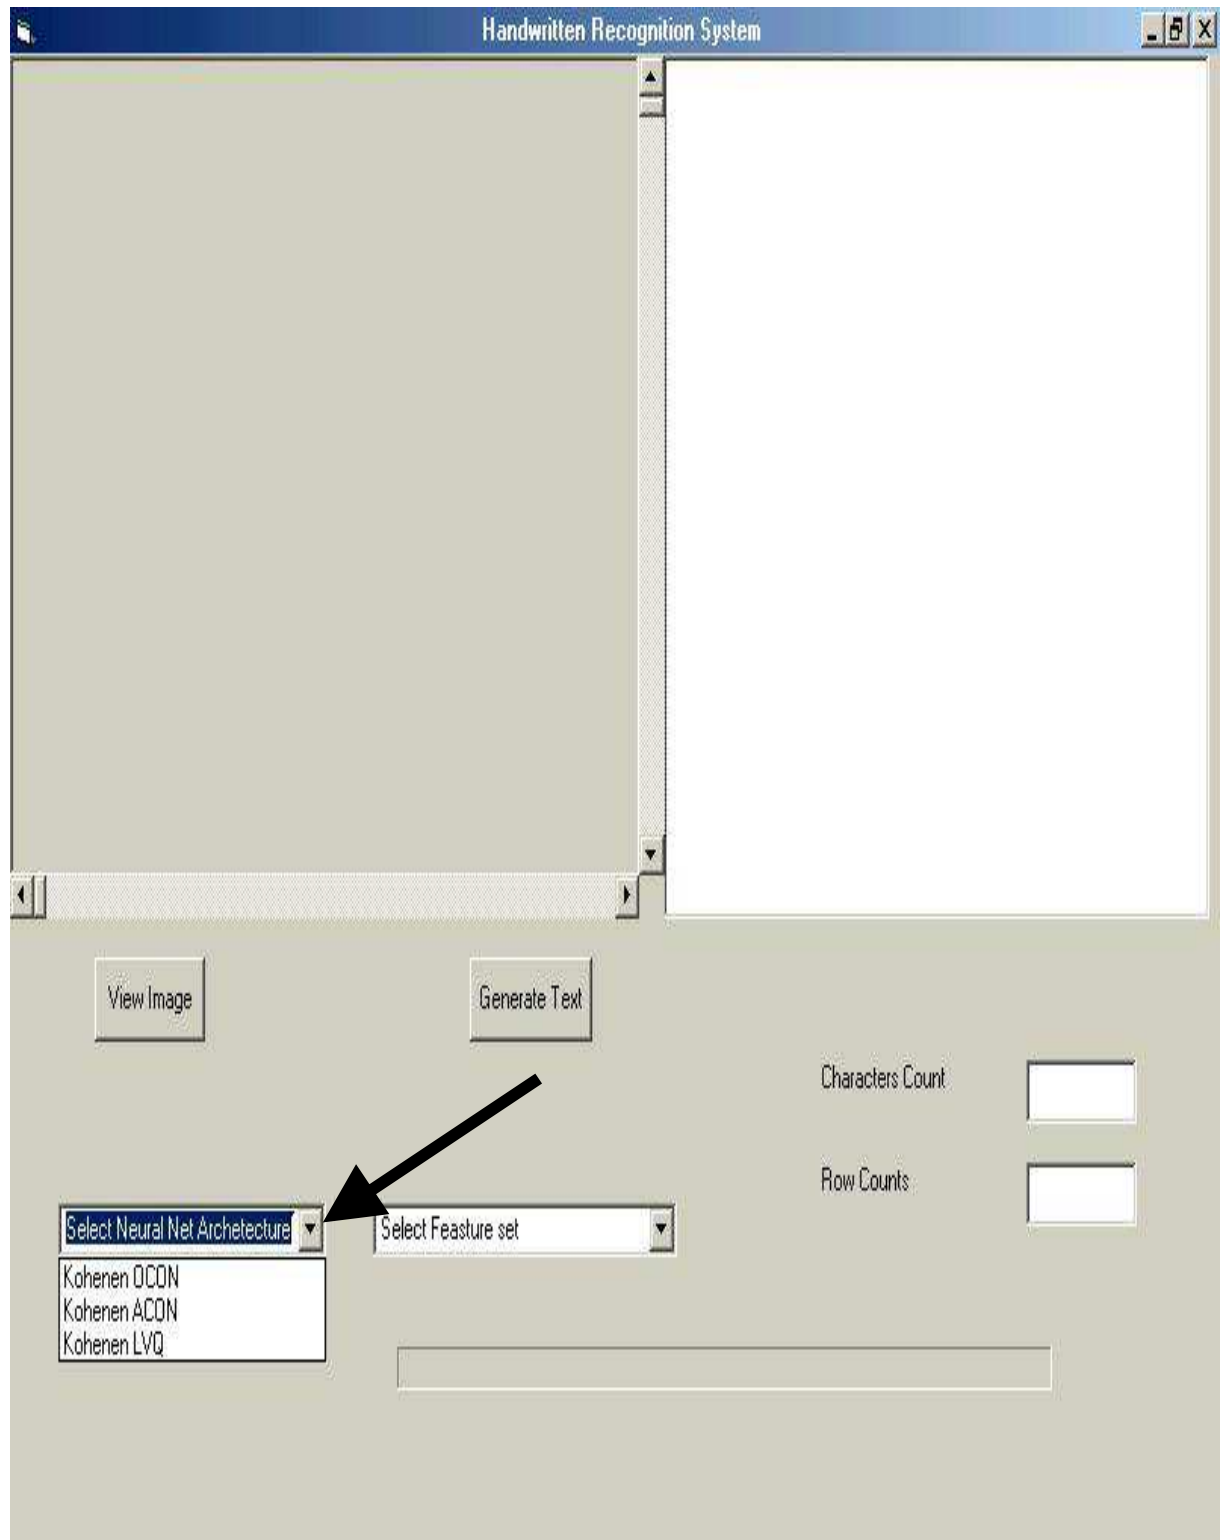 Handwritten Recognition System
View Image
Generate Text
Characters Count
Row Counts
Select Neural Net Archetecture
Select Feasture set
Kohenen OCON
Kohenen ACON
Kohenen LVQ